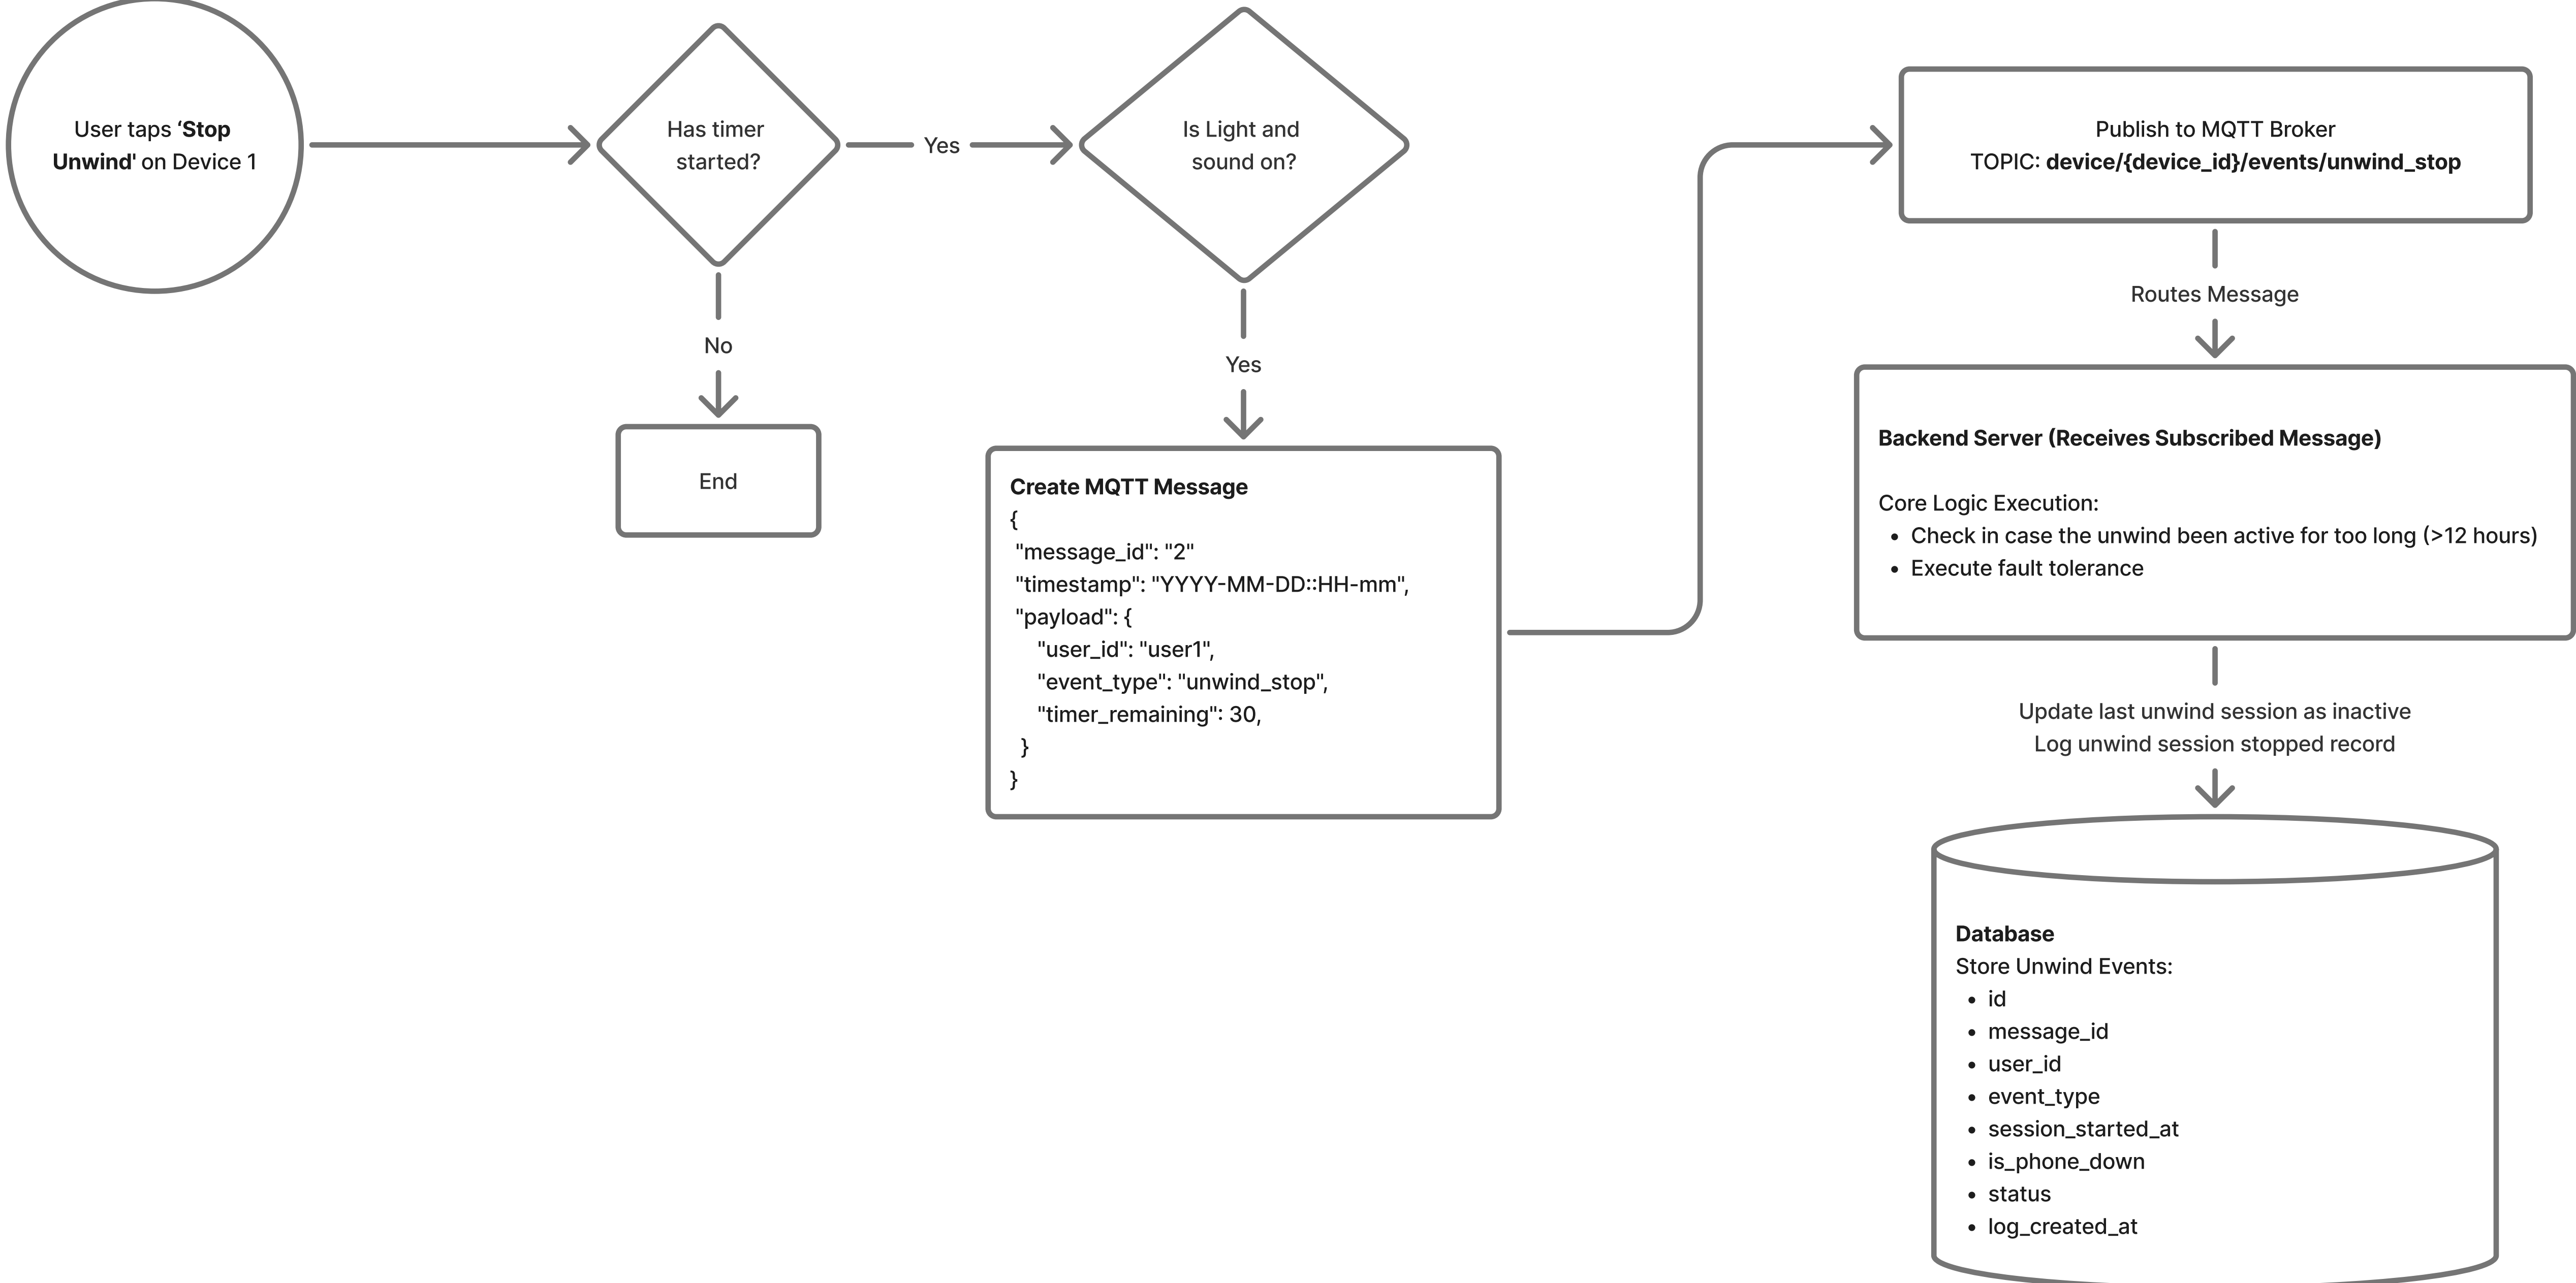 User taps ‘Stop
Unwind' on Device 1
Has timer
started?
Yes
Is Light and
sound on?
No
End
Yes
Create MQTT Message
{
"message_id": "2"
"timestamp": "YYYY-MM-DD::HH-mm",
"payload": {
"user_id": "user1",
"event_type": "unwind_stop",
"timer_remaining": 30,
}
}
Publish to MQTT Broker
TOPIC: device/{device_id}/events/unwind_stop
Routes Message
Backend Server (Receives Subscribed Message)
Core Logic Execution:
• Check in case the unwind been active for too long (>12 hours)
• Execute fault tolerance
Update last unwind session as inactive
Log unwind session stopped record
Database
Store Unwind Events:
• id
• message_id
• user_id
• event_type
• session_started_at
• is_phone_down
• status
• log_created_at